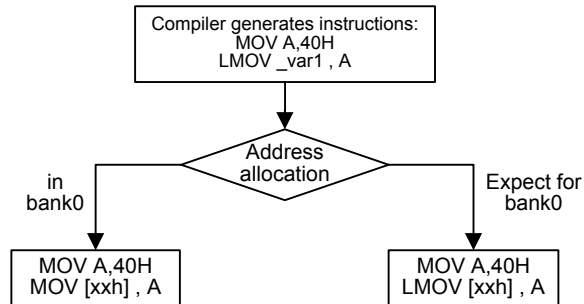 Compiler generates instructions:
MOV A,40H
LMOV _var1 , A
Address
allocation
in
bank0
Expect for
bank0
MOV A,40H
MOV [xxh] , A
MOV A,40H
LMOV [xxh] , A